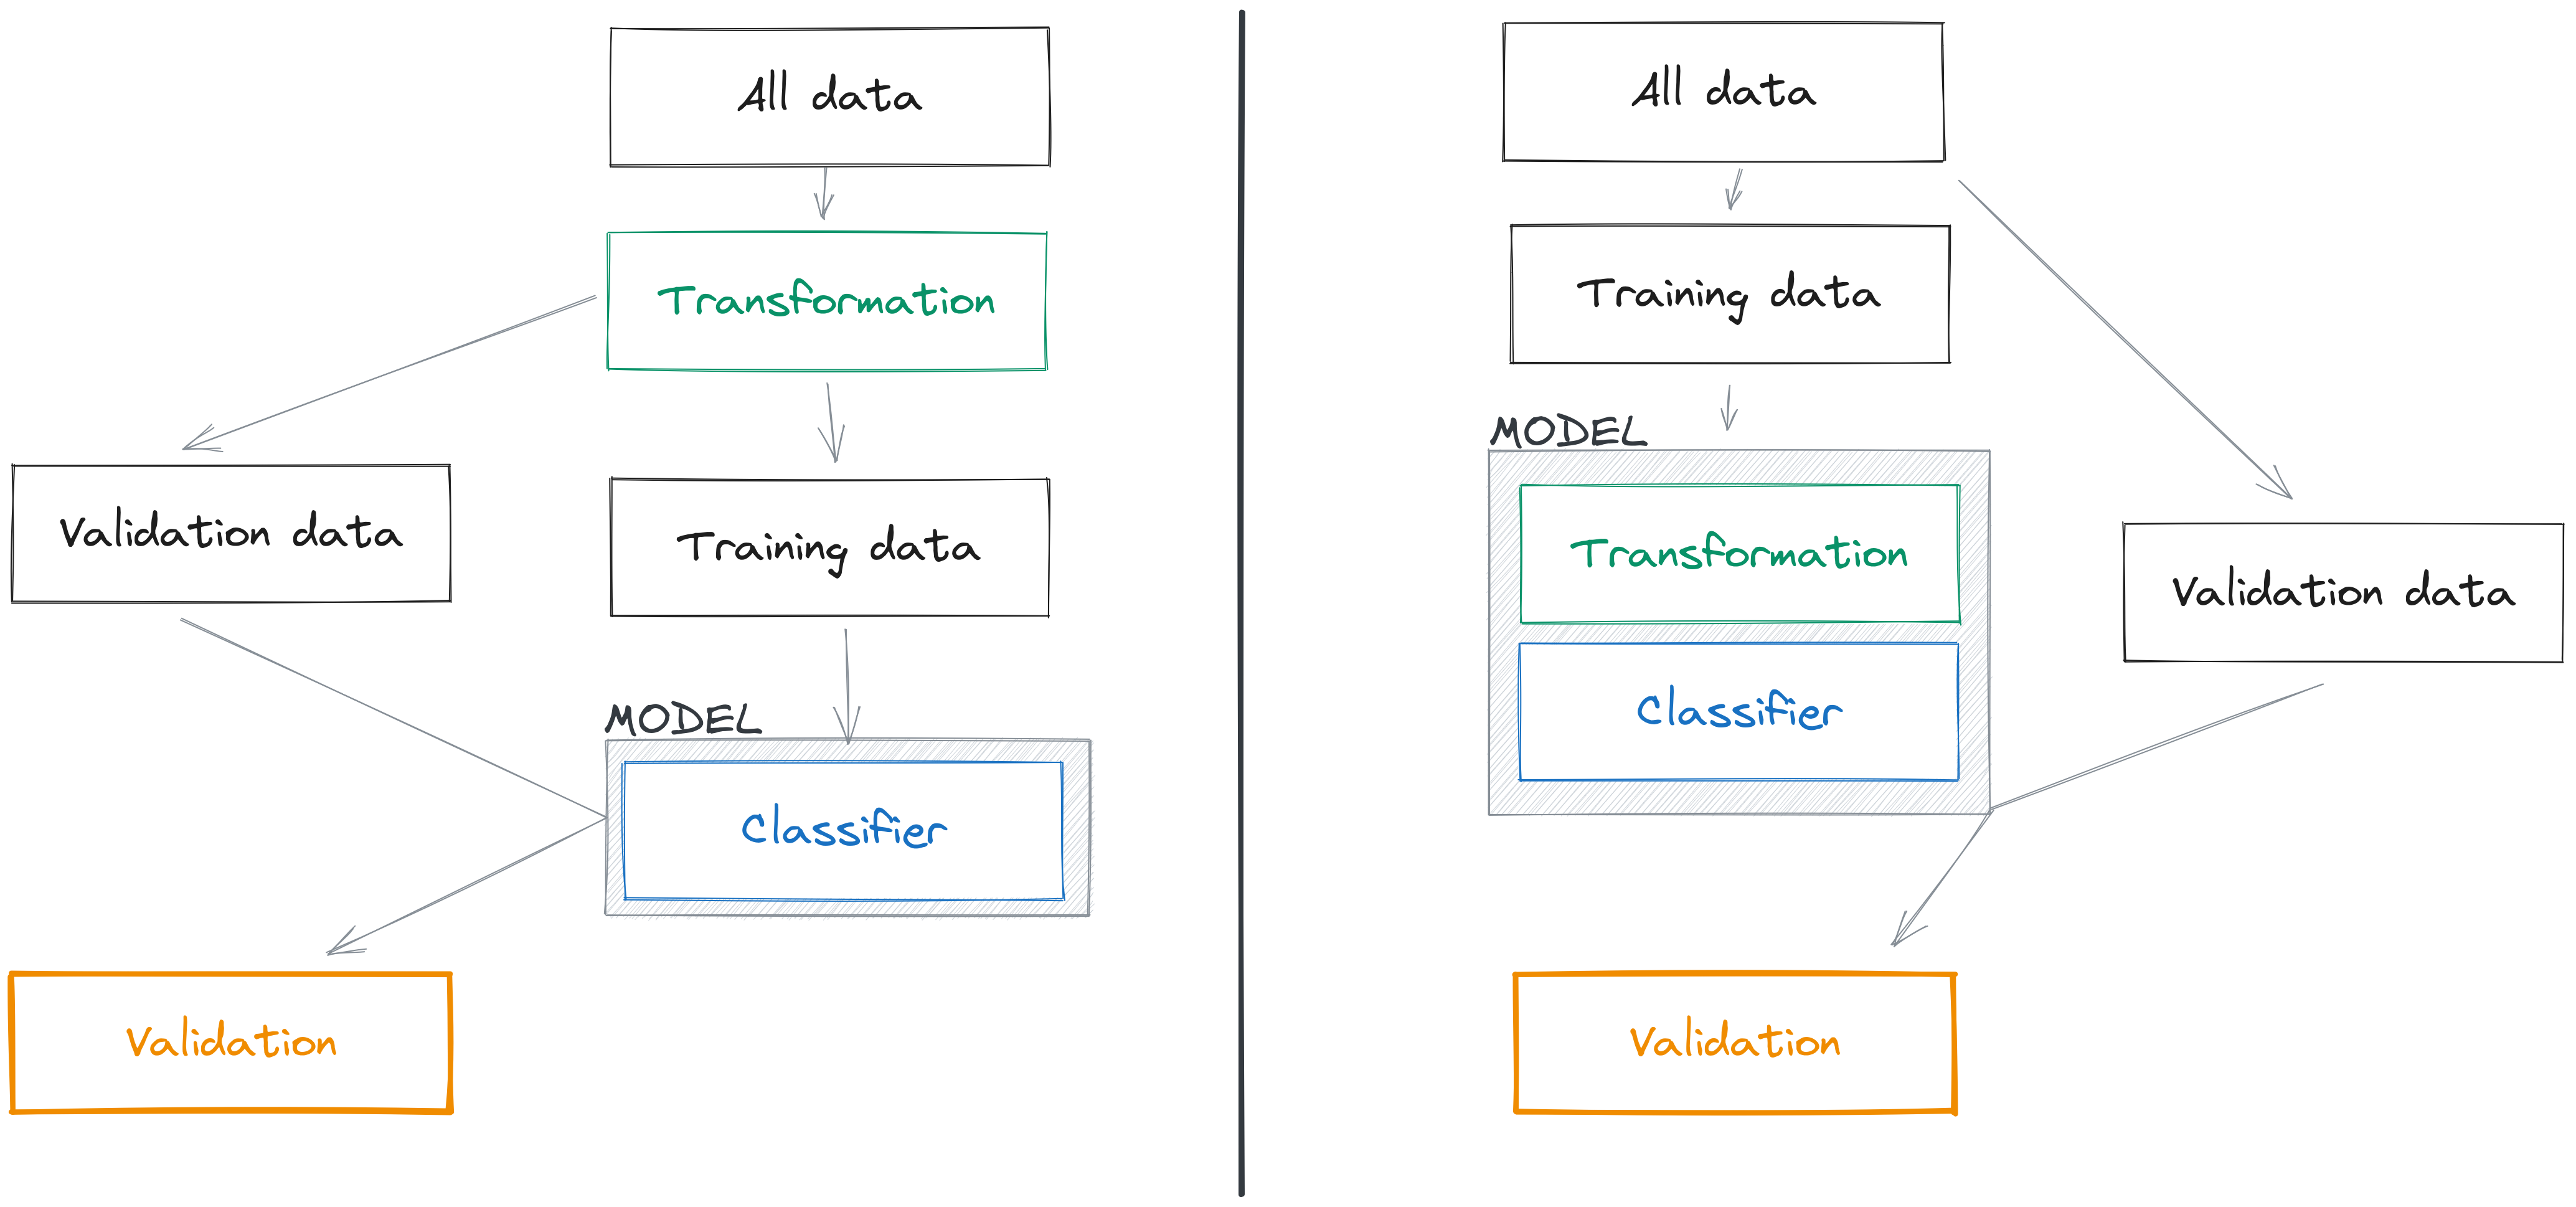 All data
Transformation
Validation data
Training data
MODEL
Classifier
Validation
All data
Training data
MODEL
Transformation
Classifier
Validation data
Validation